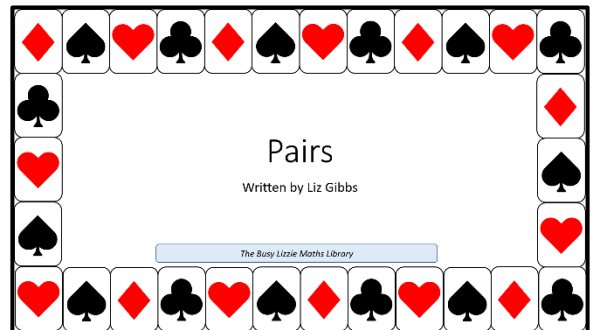 Pairs
Written by Liz Gibbs
The Busy Lizzie Maths Library